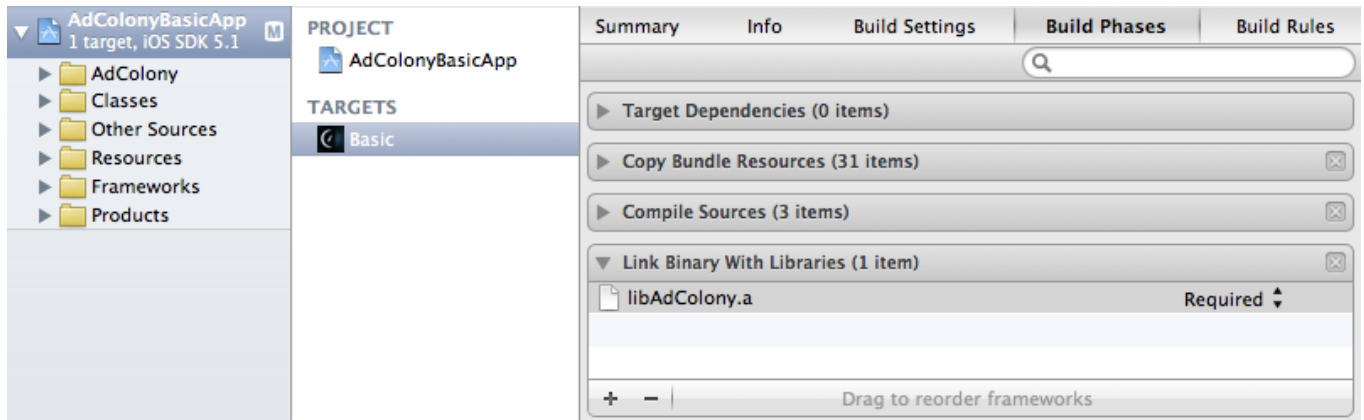 AdColonyBasicApp
1 target, iOS SDK 5.1
M
AdColony
Classes
Other Sources
Resources
Frameworks
Products
PROJECT
AdColonyBasicApp
TARGETS
Basic
Summary Info Build Settings Build Phases Build Rules
Target Dependencies (0 items)
Copy Bundle Resources (31 items)
Compile Sources (3 items)
Link Binary With Libraries (1 item)
libAdColony.a Required
+ − Drag to reorder frameworks